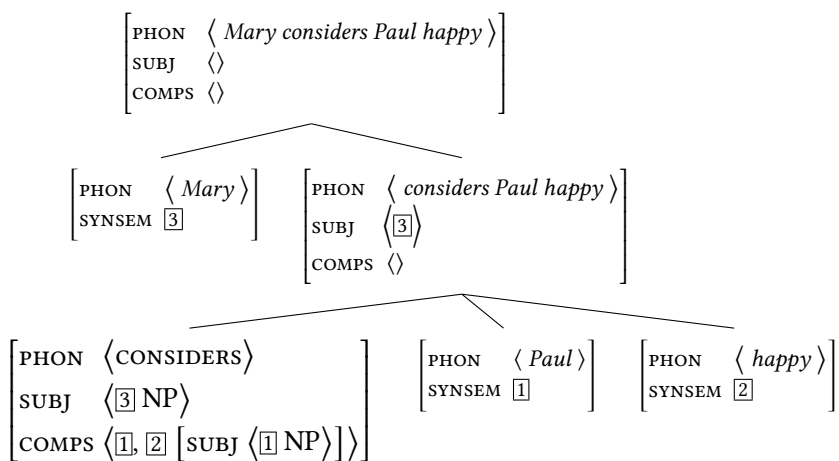 PHON ⟨ Mary considers Paul happy ⟩
SUBJ ⟨⟩
COMPS ⟨⟩
PHON ⟨ Mary ⟩
SYNSEM 3
PHON ⟨ considers Paul happy ⟩
SUBJ ⟨3⟩
COMPS ⟨⟩
PHON ⟨CONSIDERS⟩
SUBJ ⟨3 NP⟩
COMPS ⟨1, 2 [SUBJ ⟨1 NP⟩]⟩
PHON ⟨ Paul ⟩
SYNSEM 1
PHON ⟨ happy ⟩
SYNSEM 2